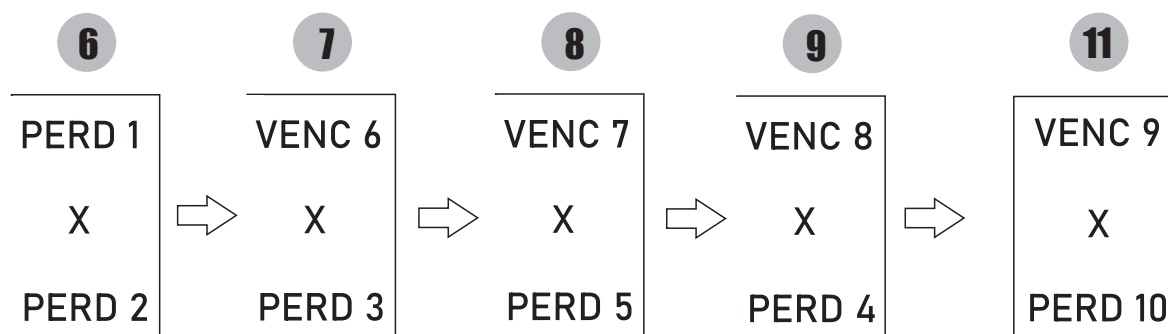 6
7
8
9
11
PERD 1
X
PERD 2
VENC 6
X
PERD 3
VENC 7
X
PERD 5
VENC 8
X
PERD 4
VENC 9
X
PERD 10